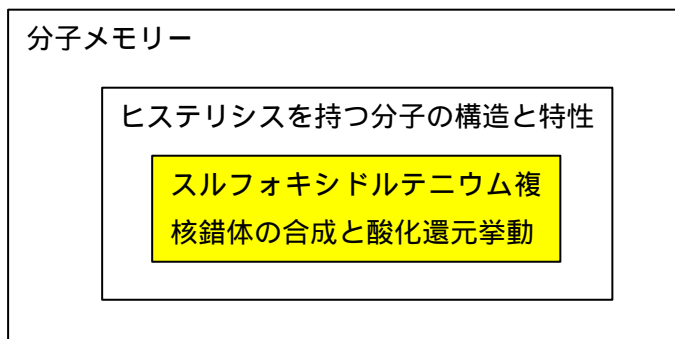 分子メモリー
ヒステリシスを持つ分子の構造と特性
スルフォキシドルテニウム複
核錯体の合成と酸化還元挙動